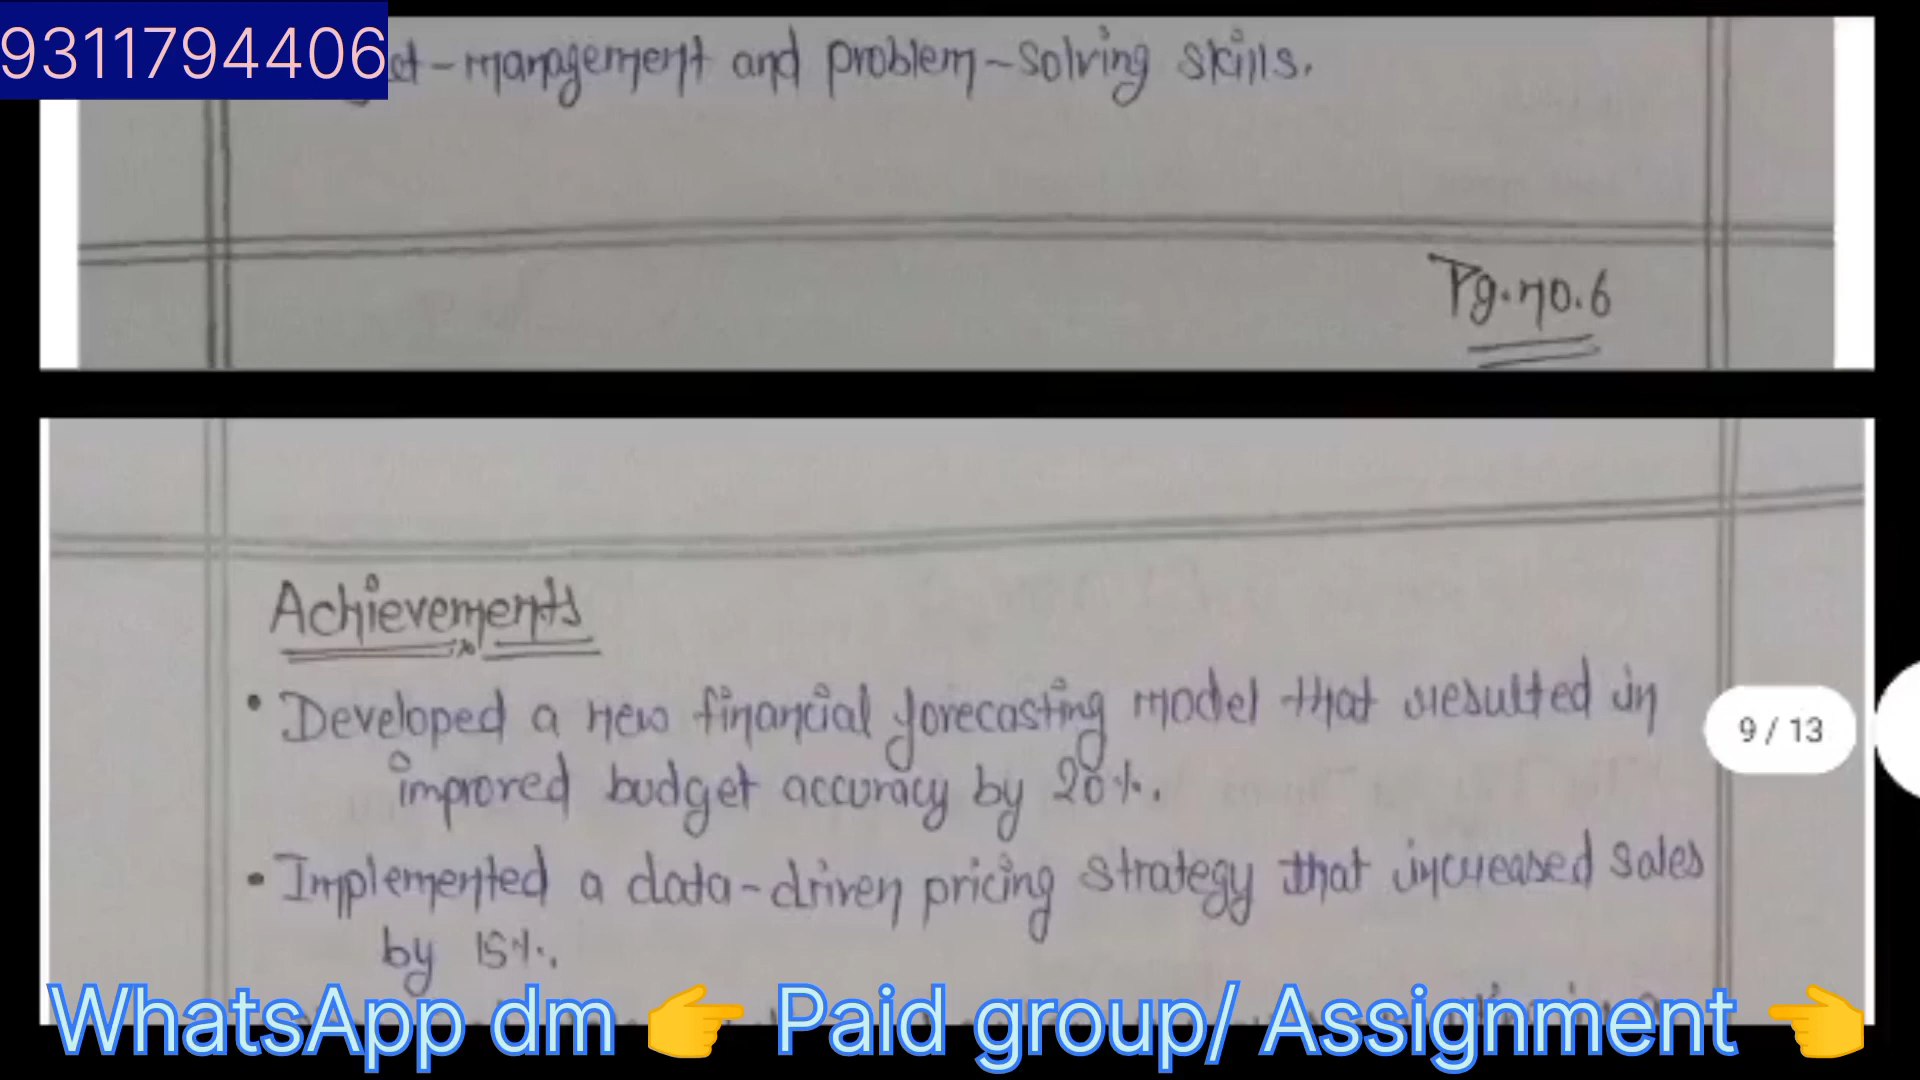 9311794406
-management and problem-solving skills.
Pg.no.6
Achievements
• Developed a new financial forecasting model that resulted in
improved budget accuracy by 20%.
9 / 13
• Implemented a data-driven pricing strategy that increased sales
by 15%.
WhatsApp dm 👉 Paid group/ Assignment 👈